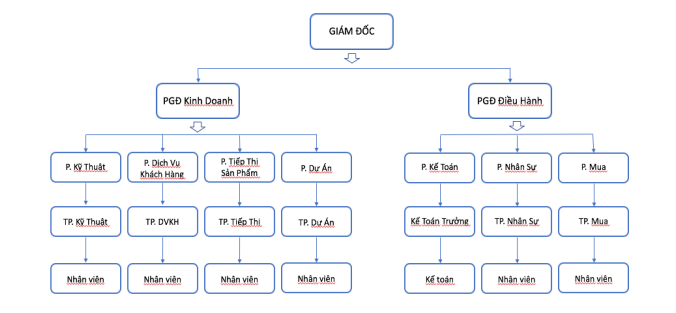 GIÁM ĐỐC
PGĐ Kinh Doanh
PGĐ Điều Hành
P. Kỹ Thuật
P. Dịch Vụ
Khách Hàng
P. Tiếp Thị
Sản Phẩm
P. Dự Án
P. Kế Toán
P. Nhân Sự
P. Mua
TP. Kỹ Thuật
TP. DVKH
TP. Tiếp Thị
TP. Dự Án
Kế Toán Trưởng
TP. Nhân Sự
TP. Mua
Nhân viên
Nhân viên
Nhân viên
Nhân viên
Kế toán
Nhân viên
Nhân viên